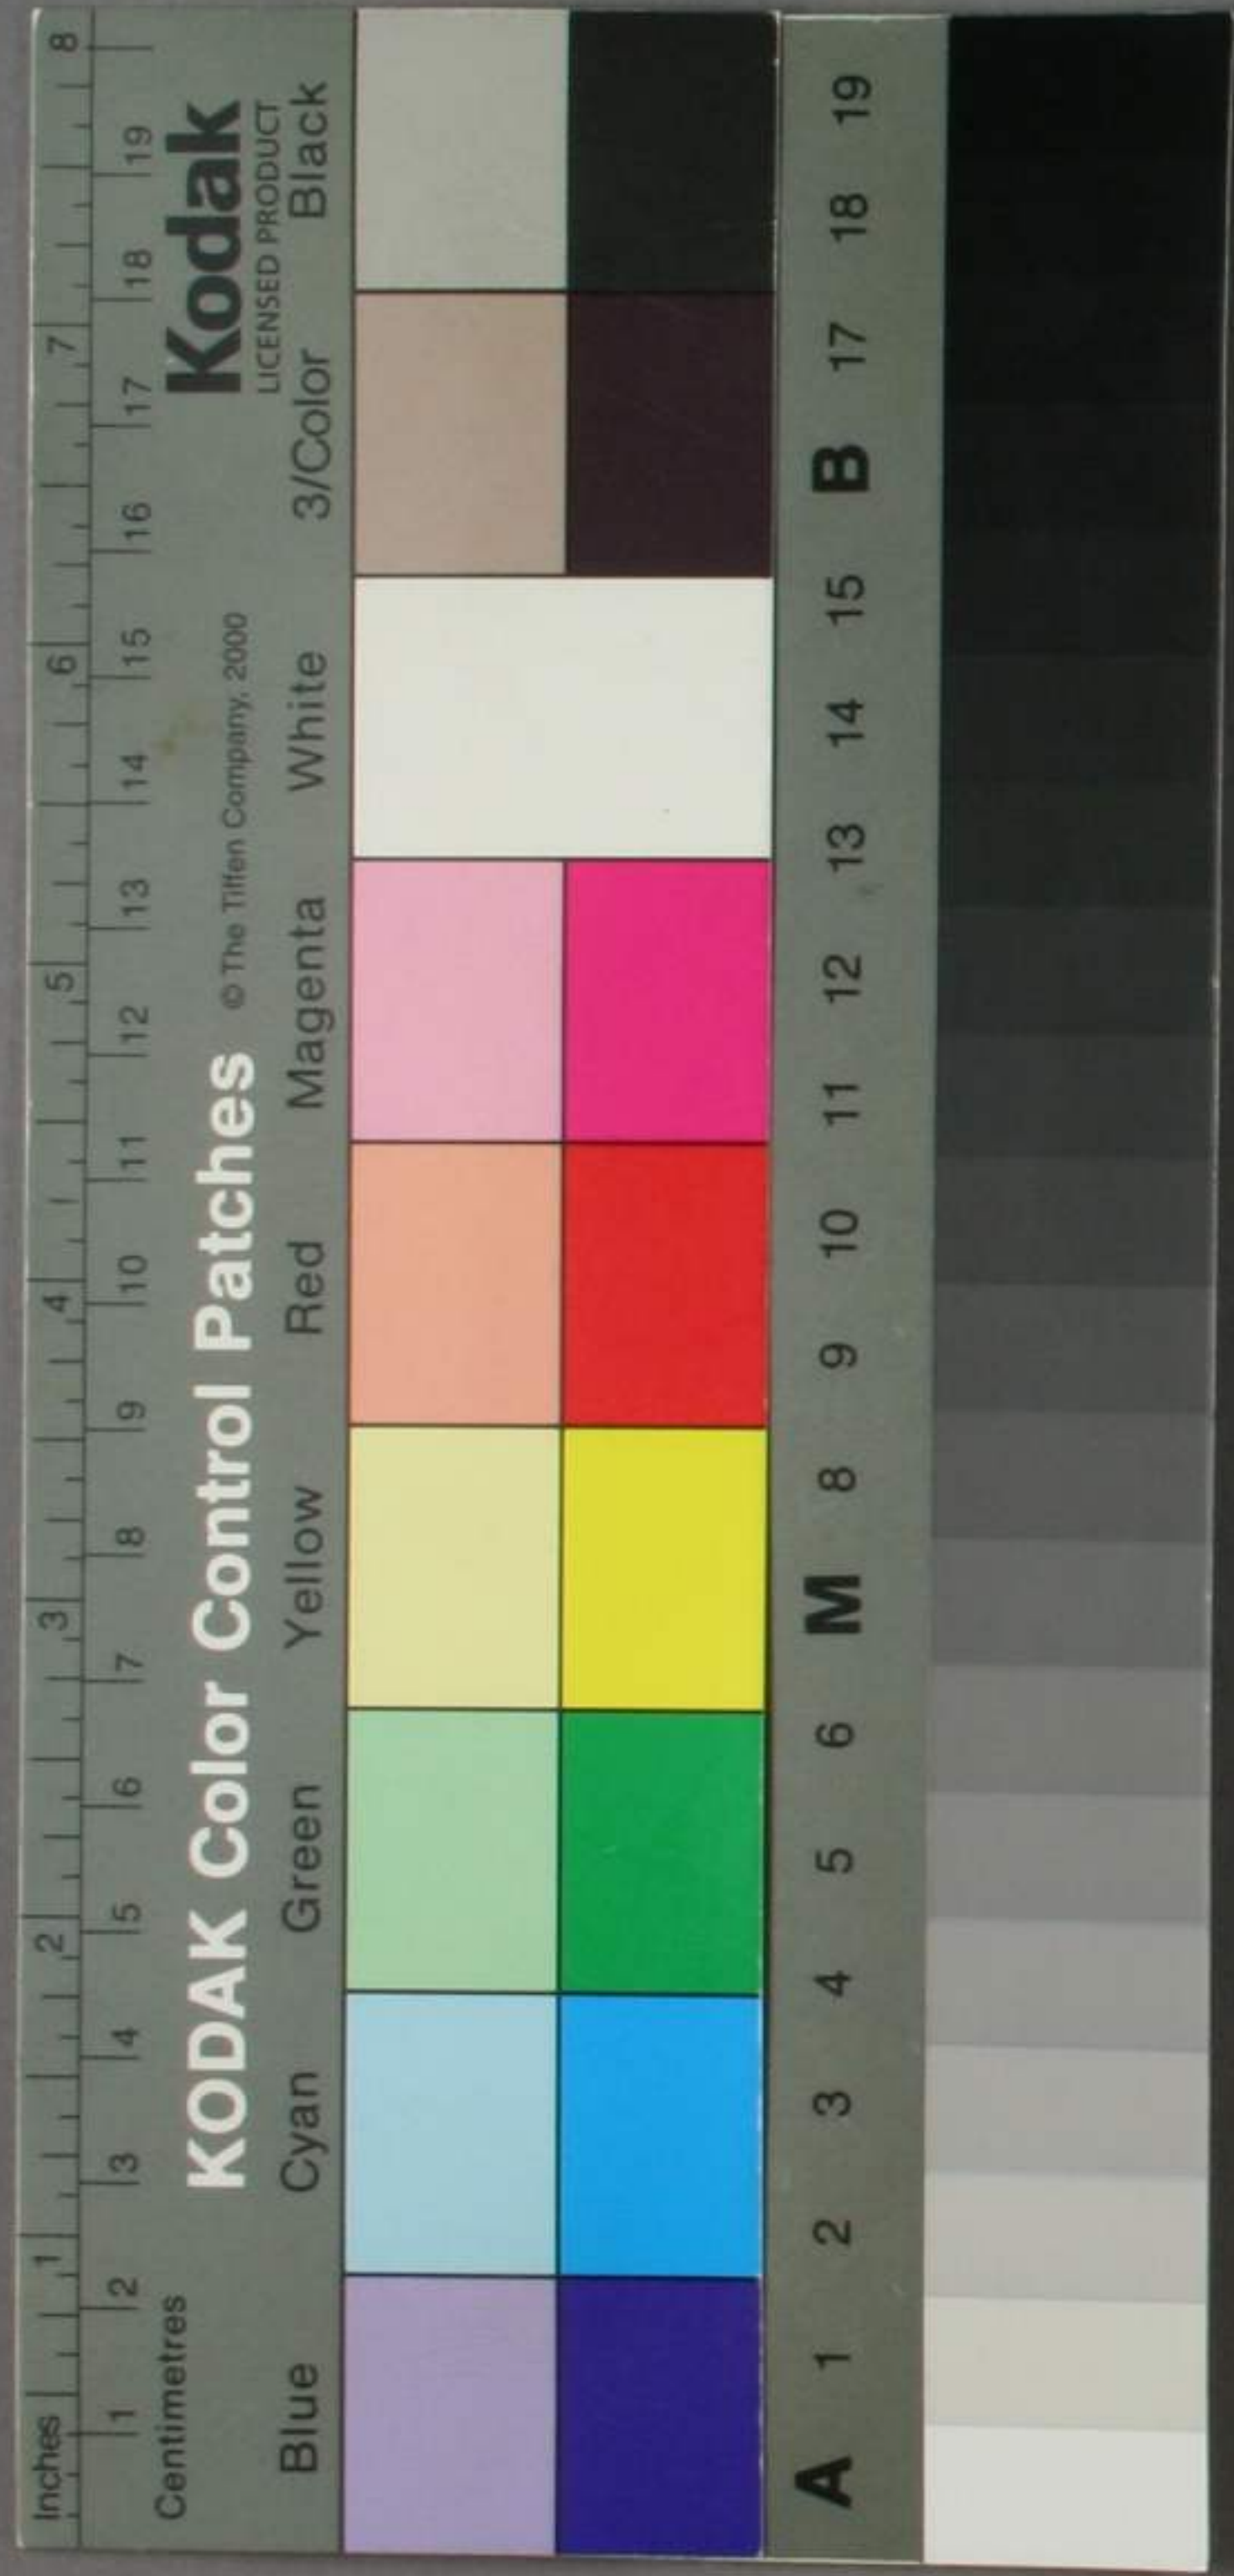 Inches 1 2 3 4 5 6 7 8
1 2 3 4 5 6 7 8 9 10 11 12 13 14 15 16 17 18 19
Centimetres
KODAK Color Control Patches © The Tiffen Company, 2000 Kodak
LICENSED PRODUCT
Blue Cyan Green Yellow Red Magenta White 3/Color Black
A 1 2 3 4 5 6 M 8 9 10 11 12 13 14 15 B 17 18 19